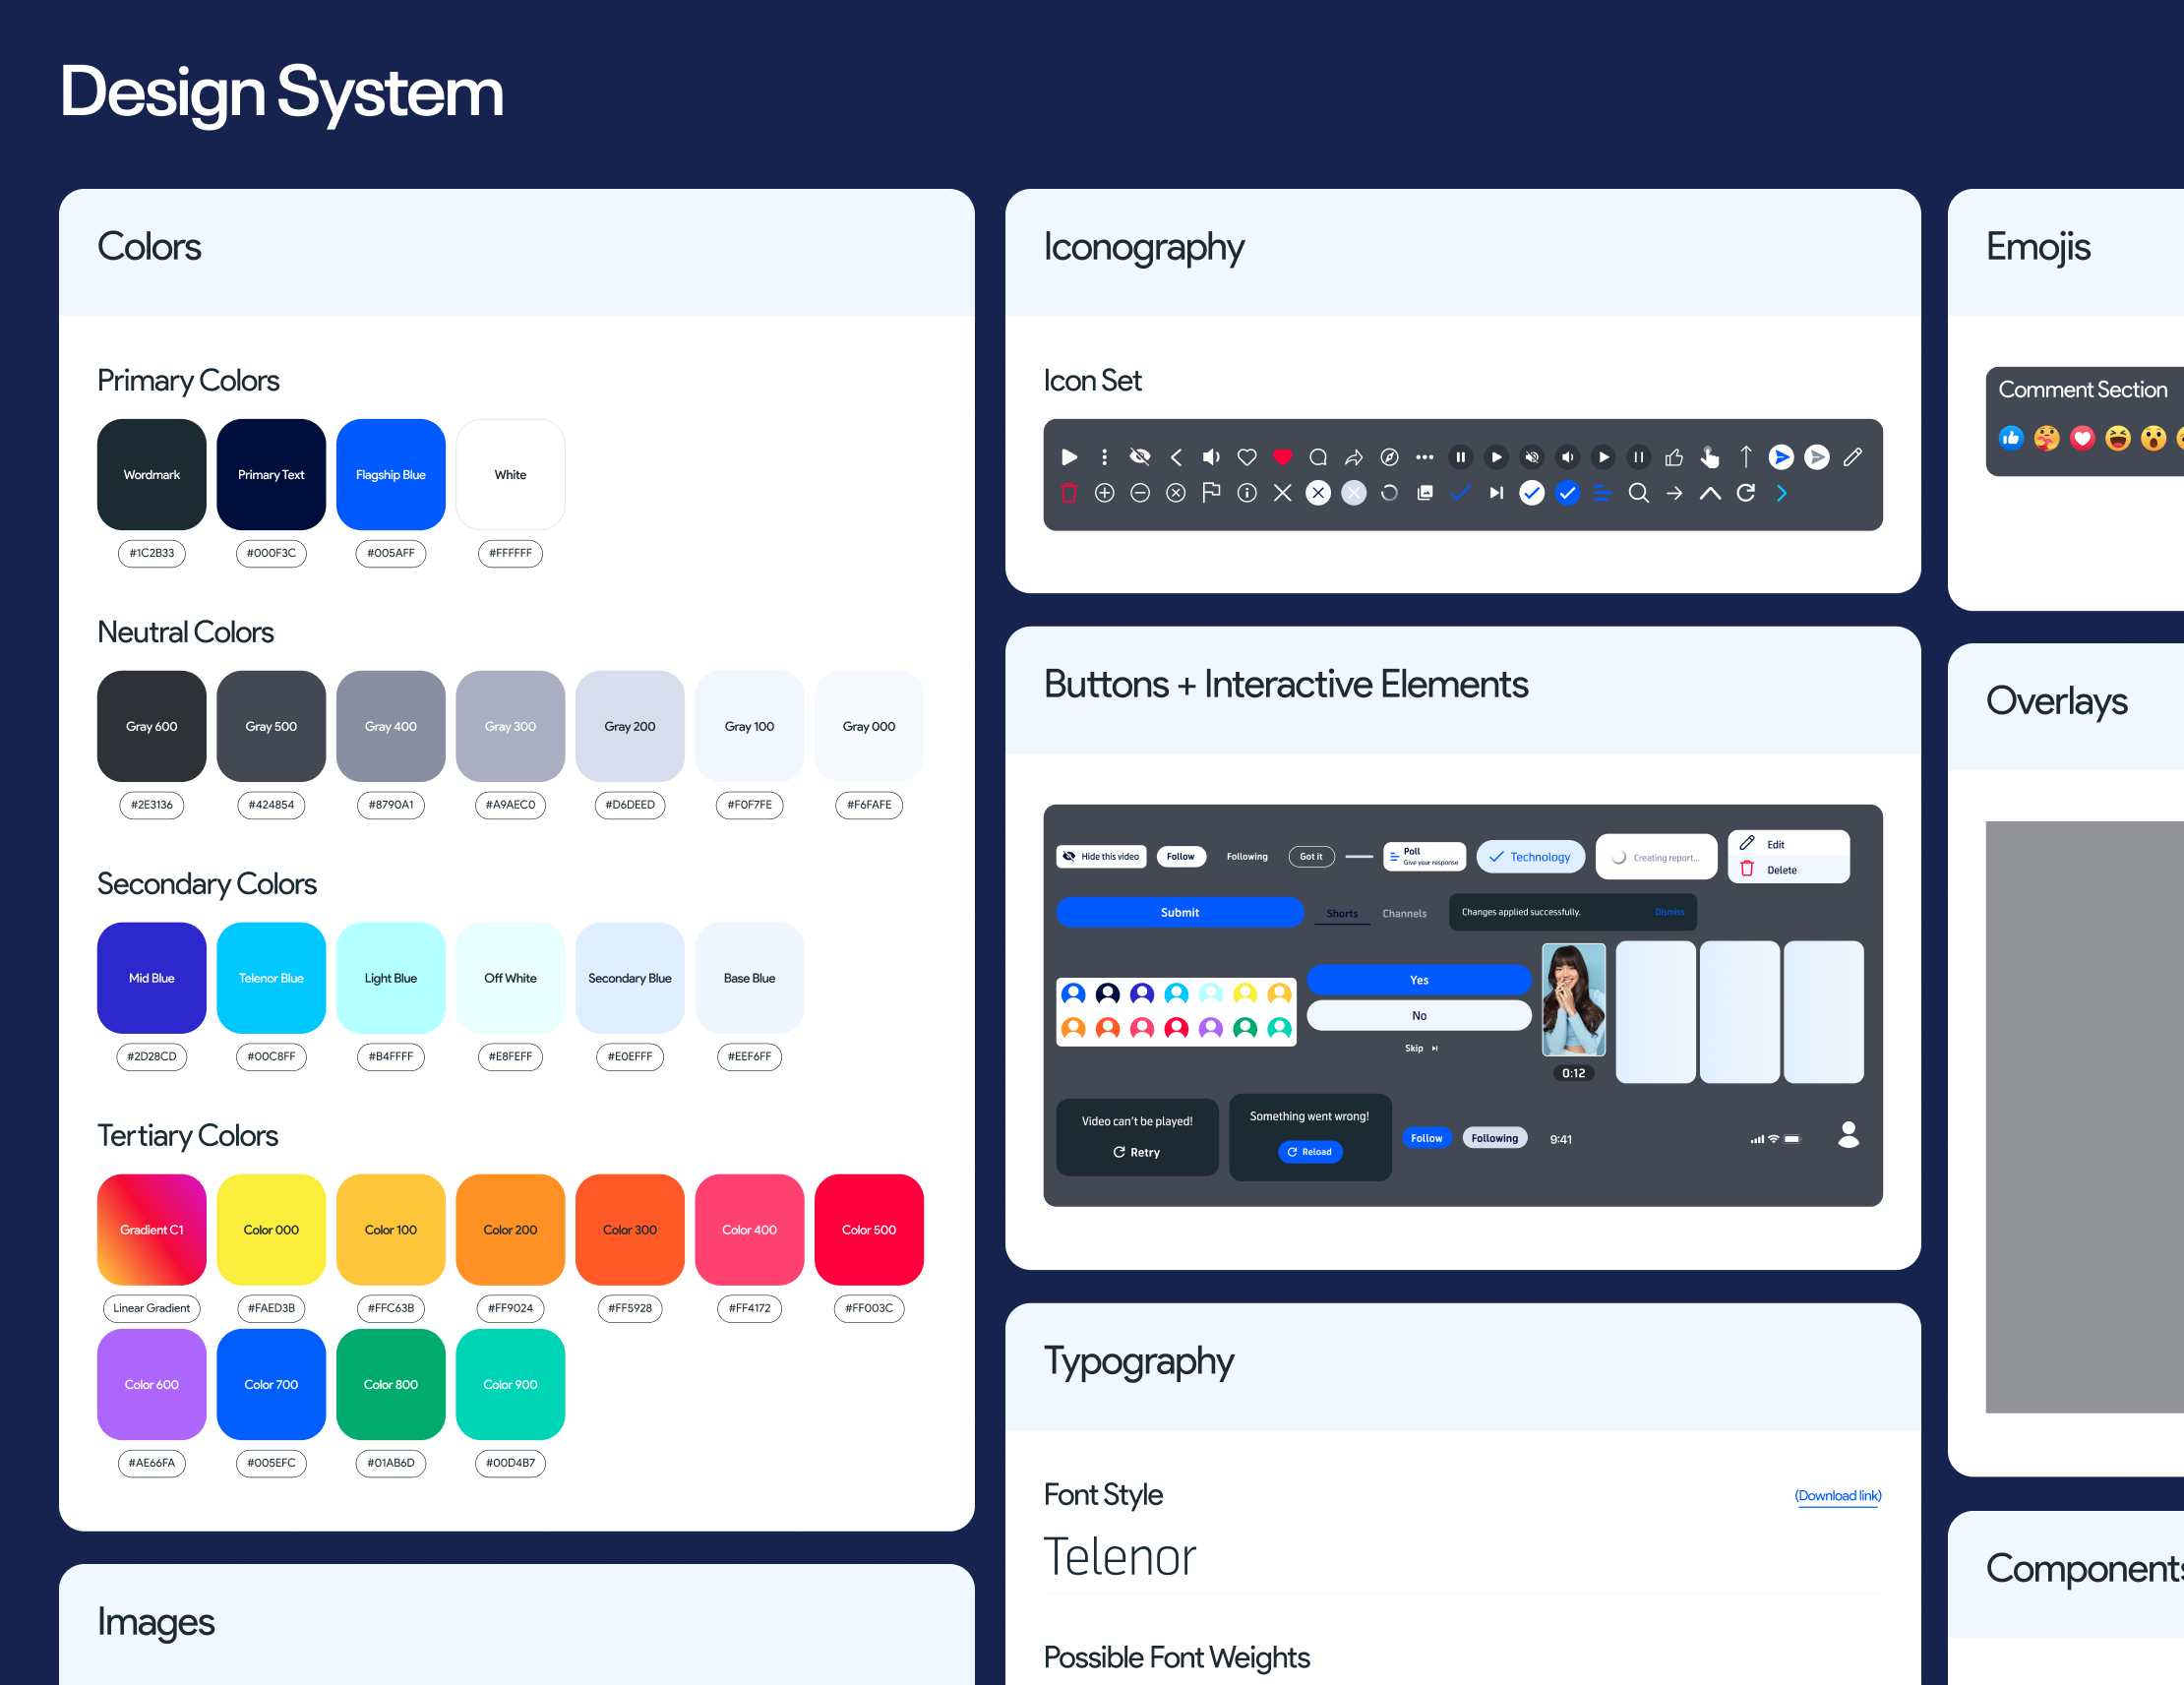 Design System
Colors
Primary Colors
Wordmark
Primary Text
Flagship Blue
White
#1C2B33
#000F3C
#005AFF
#FFFFFF
Neutral Colors
Gray 600
Gray 500
Gray 400
Gray 300
Gray 200
Gray 100
Gray 000
#2E3136
#424854
#8790A1
#A9AEC0
#D6DEED
#F0F7FE
#F6FAFE
Secondary Colors
Mid Blue
Telenor Blue
Light Blue
Off White
Secondary Blue
Base Blue
#2D28CD
#00C8FF
#B4FFFF
#E8FEFF
#E0EFFF
#EEF6FF
Tertiary Colors
Gradient C1
Color 000
Color 100
Color 200
Color 300
Color 400
Color 500
Linear Gradient
#FAED3B
#FFC63B
#FF9024
#FF5928
#FF4172
#FF003C
Color 600
Color 700
Color 800
Color 900
#AE66FA
#005EFC
#01AB6D
#00D4B7
Images
Iconography
Icon Set
Buttons + Interactive Elements
Hide this video
Follow
Following
Got it
Poll
Give your response
Technology
Creating report...
Edit
Delete
Submit
Shorts
Channels
Changes applied successfully.
Dismiss
Yes
No
Skip
0:12
Video can't be played!
Retry
Something went wrong!
Reload
Follow
Following
9:41
Typography
Font Style
(Download link)
Telenor
Possible Font Weights
Emojis
Comment Section
Overlays
Components